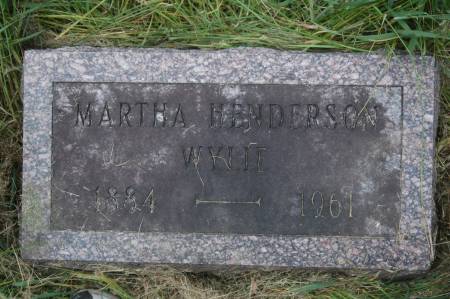 MARTHA HENDERSON
WYLIE
1884 — 1961